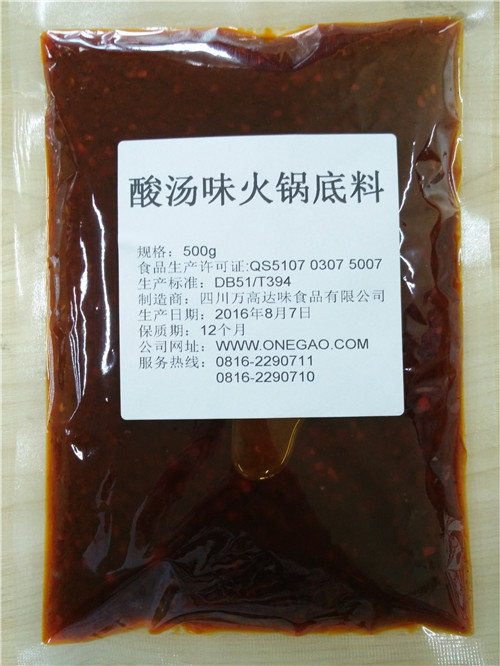 酸汤味火锅底料
规格：500g
食品生产许可证:QS5107 0307 5007
生产标准：DB51/T394
制造商：四川万高达味食品有限公司
生产日期：2016年8月7日
保质期：12个月
公司网址：WWW.ONEGAO.COM
服务热线：0816-2290711
0816-2290710